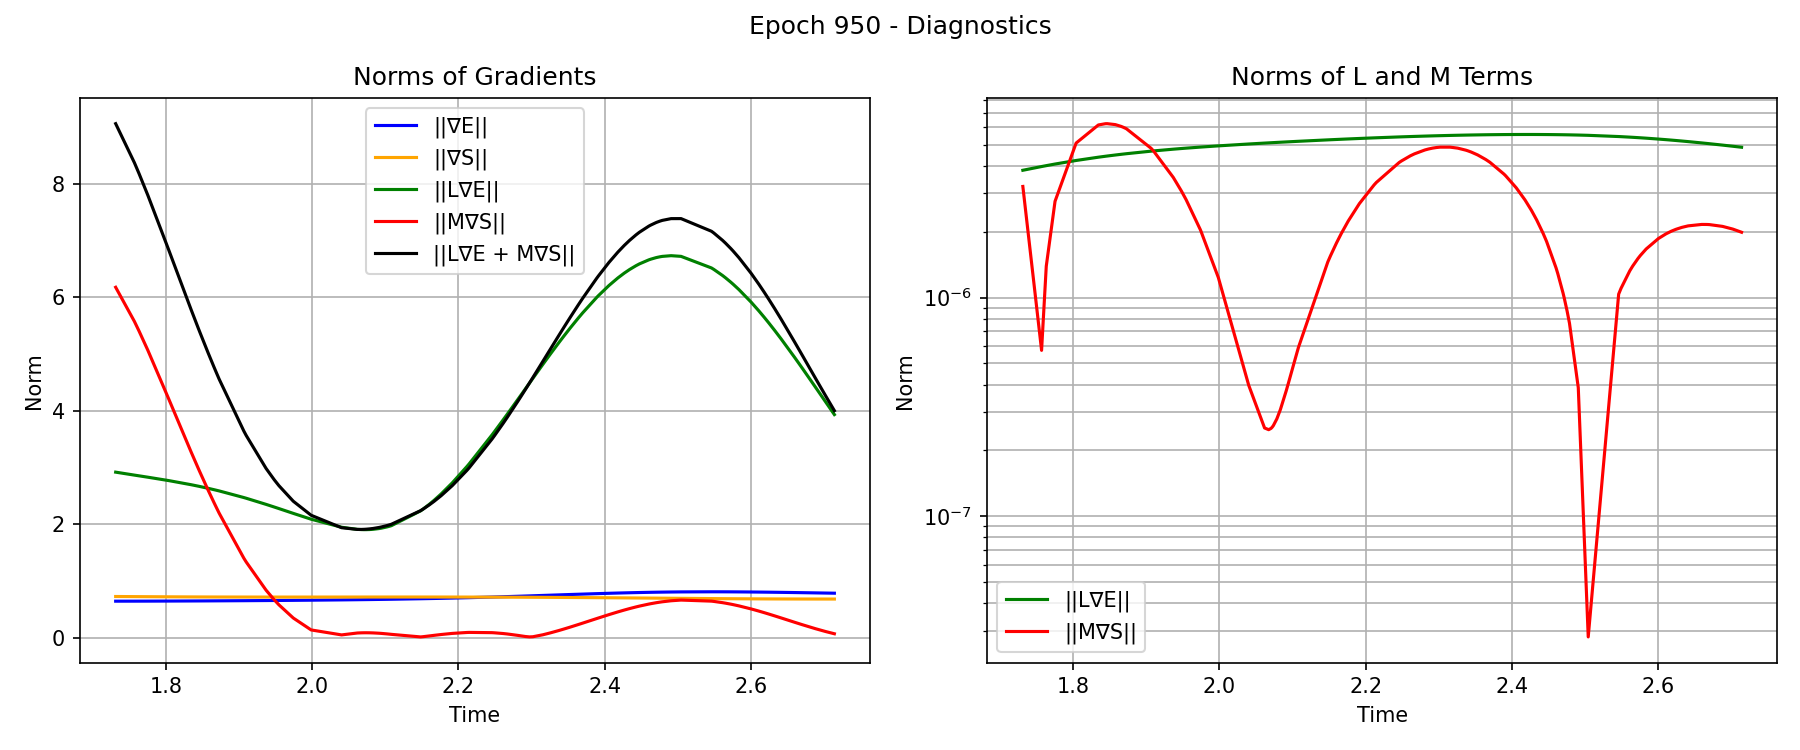 Epoch 950 - Diagnostics
Norms of Gradients
Norm
8
6
4
2
0
||∇E||
||∇S||
||L∇E||
||M∇S||
||L∇E + M∇S||
1.8 2.0 2.2 2.4 2.6
Time
Norms of L and M Terms
Norm
10⁻⁶
10⁻⁷
||L∇E||
||M∇S||
1.8 2.0 2.2 2.4 2.6
Time